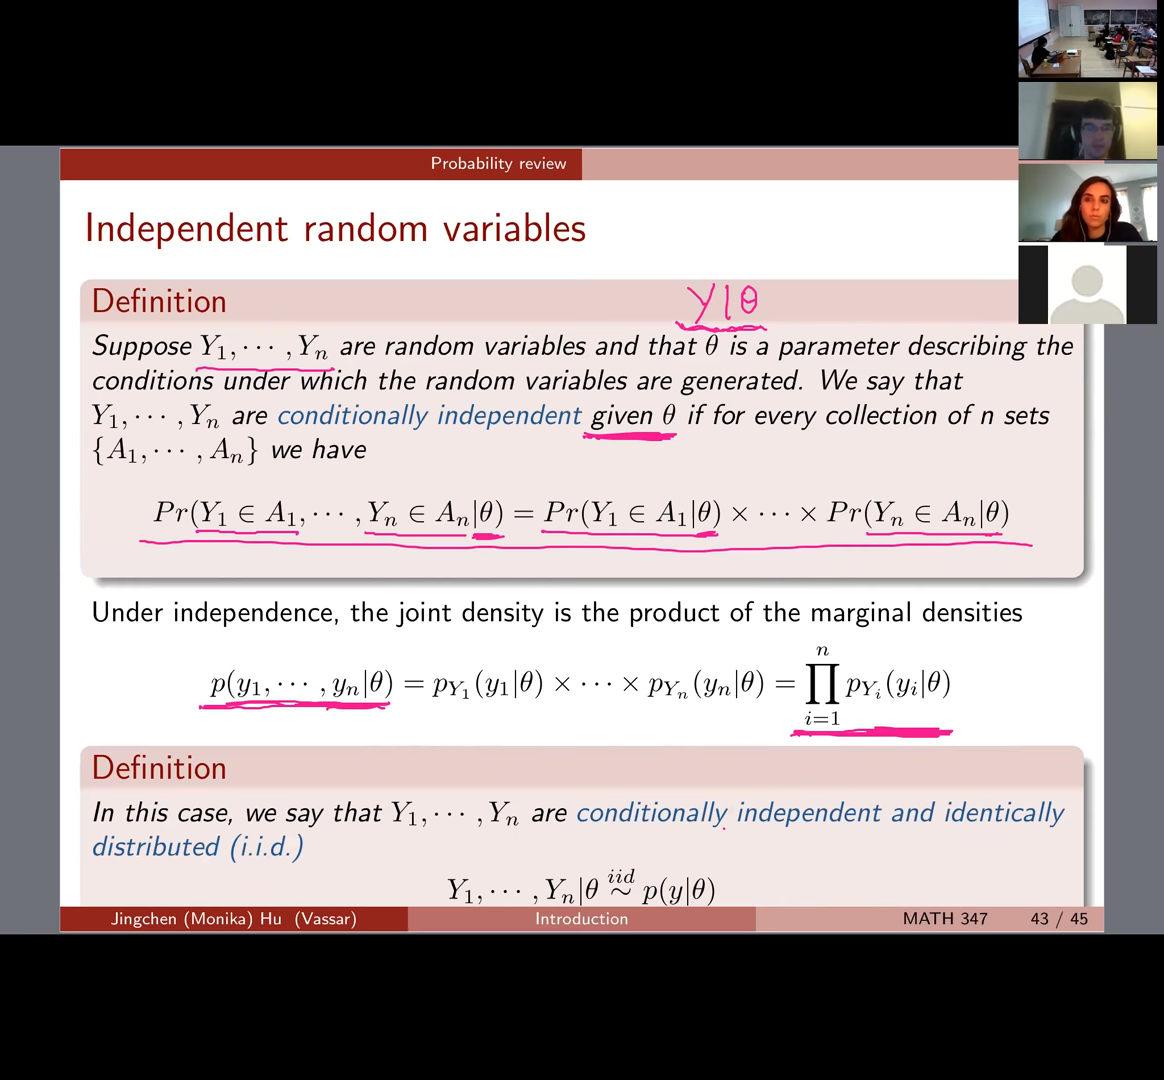 Probability review
Independent random variables
Definition
Y|θ
Suppose Y₁, ⋯ , Yₙ are random variables and that θ is a parameter describing the
conditions under which the random variables are generated. We say that
Y₁, ⋯ , Yₙ are conditionally independent given θ if for every collection of n sets
{A₁, ⋯ , Aₙ} we have
Pr(Y₁ ∈ A₁, ⋯ , Yₙ ∈ Aₙ|θ) = Pr(Y₁ ∈ A₁|θ) × ⋯ × Pr(Yₙ ∈ Aₙ|θ)
Under independence, the joint density is the product of the marginal densities
p(y₁, ⋯ , yₙ|θ) = p_{Y₁}(y₁|θ) × ⋯ × p_{Yₙ}(yₙ|θ) = ∏_{i=1}^{n} p_{Yᵢ}(yᵢ|θ)
Definition
In this case, we say that Y₁, ⋯ , Yₙ are conditionally independent and identically
distributed (i.i.d.)
Y₁, ⋯ , Yₙ|θ \overset{iid}{∼} p(y|θ)
Jingchen (Monika) Hu (Vassar) Introduction MATH 347 43 / 45